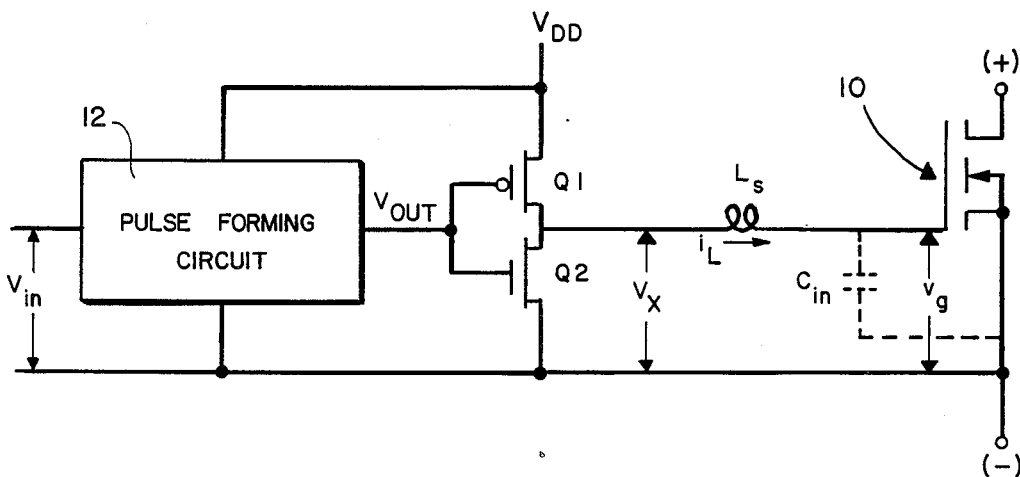 V_DD
(+)
12
10
Q1
L_s
PULSE FORMING
CIRCUIT
V_OUT
i_L
Q2
V_in
V_X
C_in
v_g
(-)